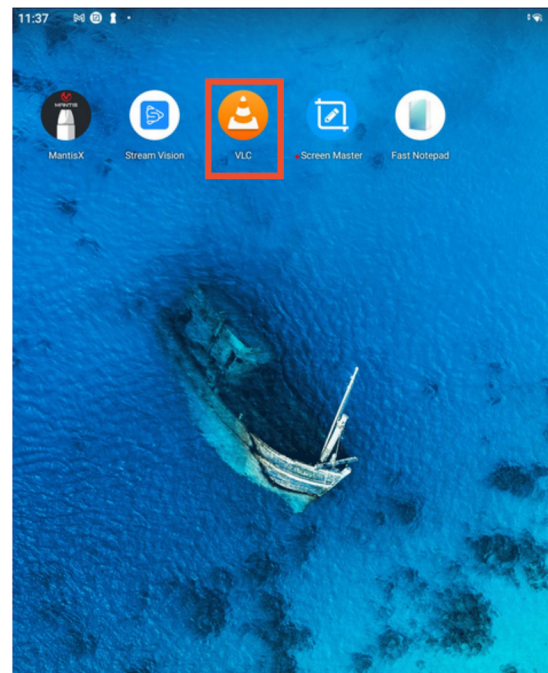 11:37
MANTIS
MantisX
Stream Vision
VLC
Screen Master
Fast Notepad